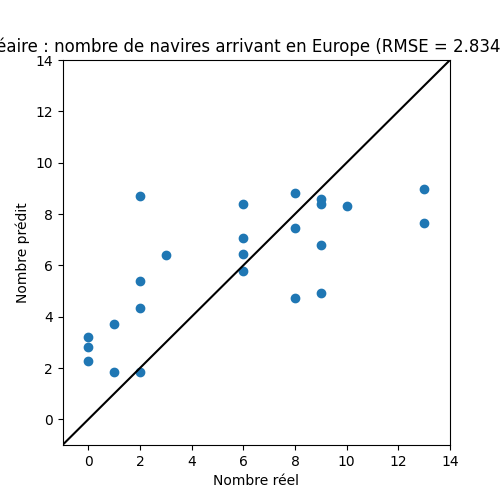 éaire : nombre de navires arrivant en Europe (RMSE = 2.834
14
12
10
8
6
4
2
0
Nombre prédit
0 2 4 6 8 10 12 14
Nombre réel